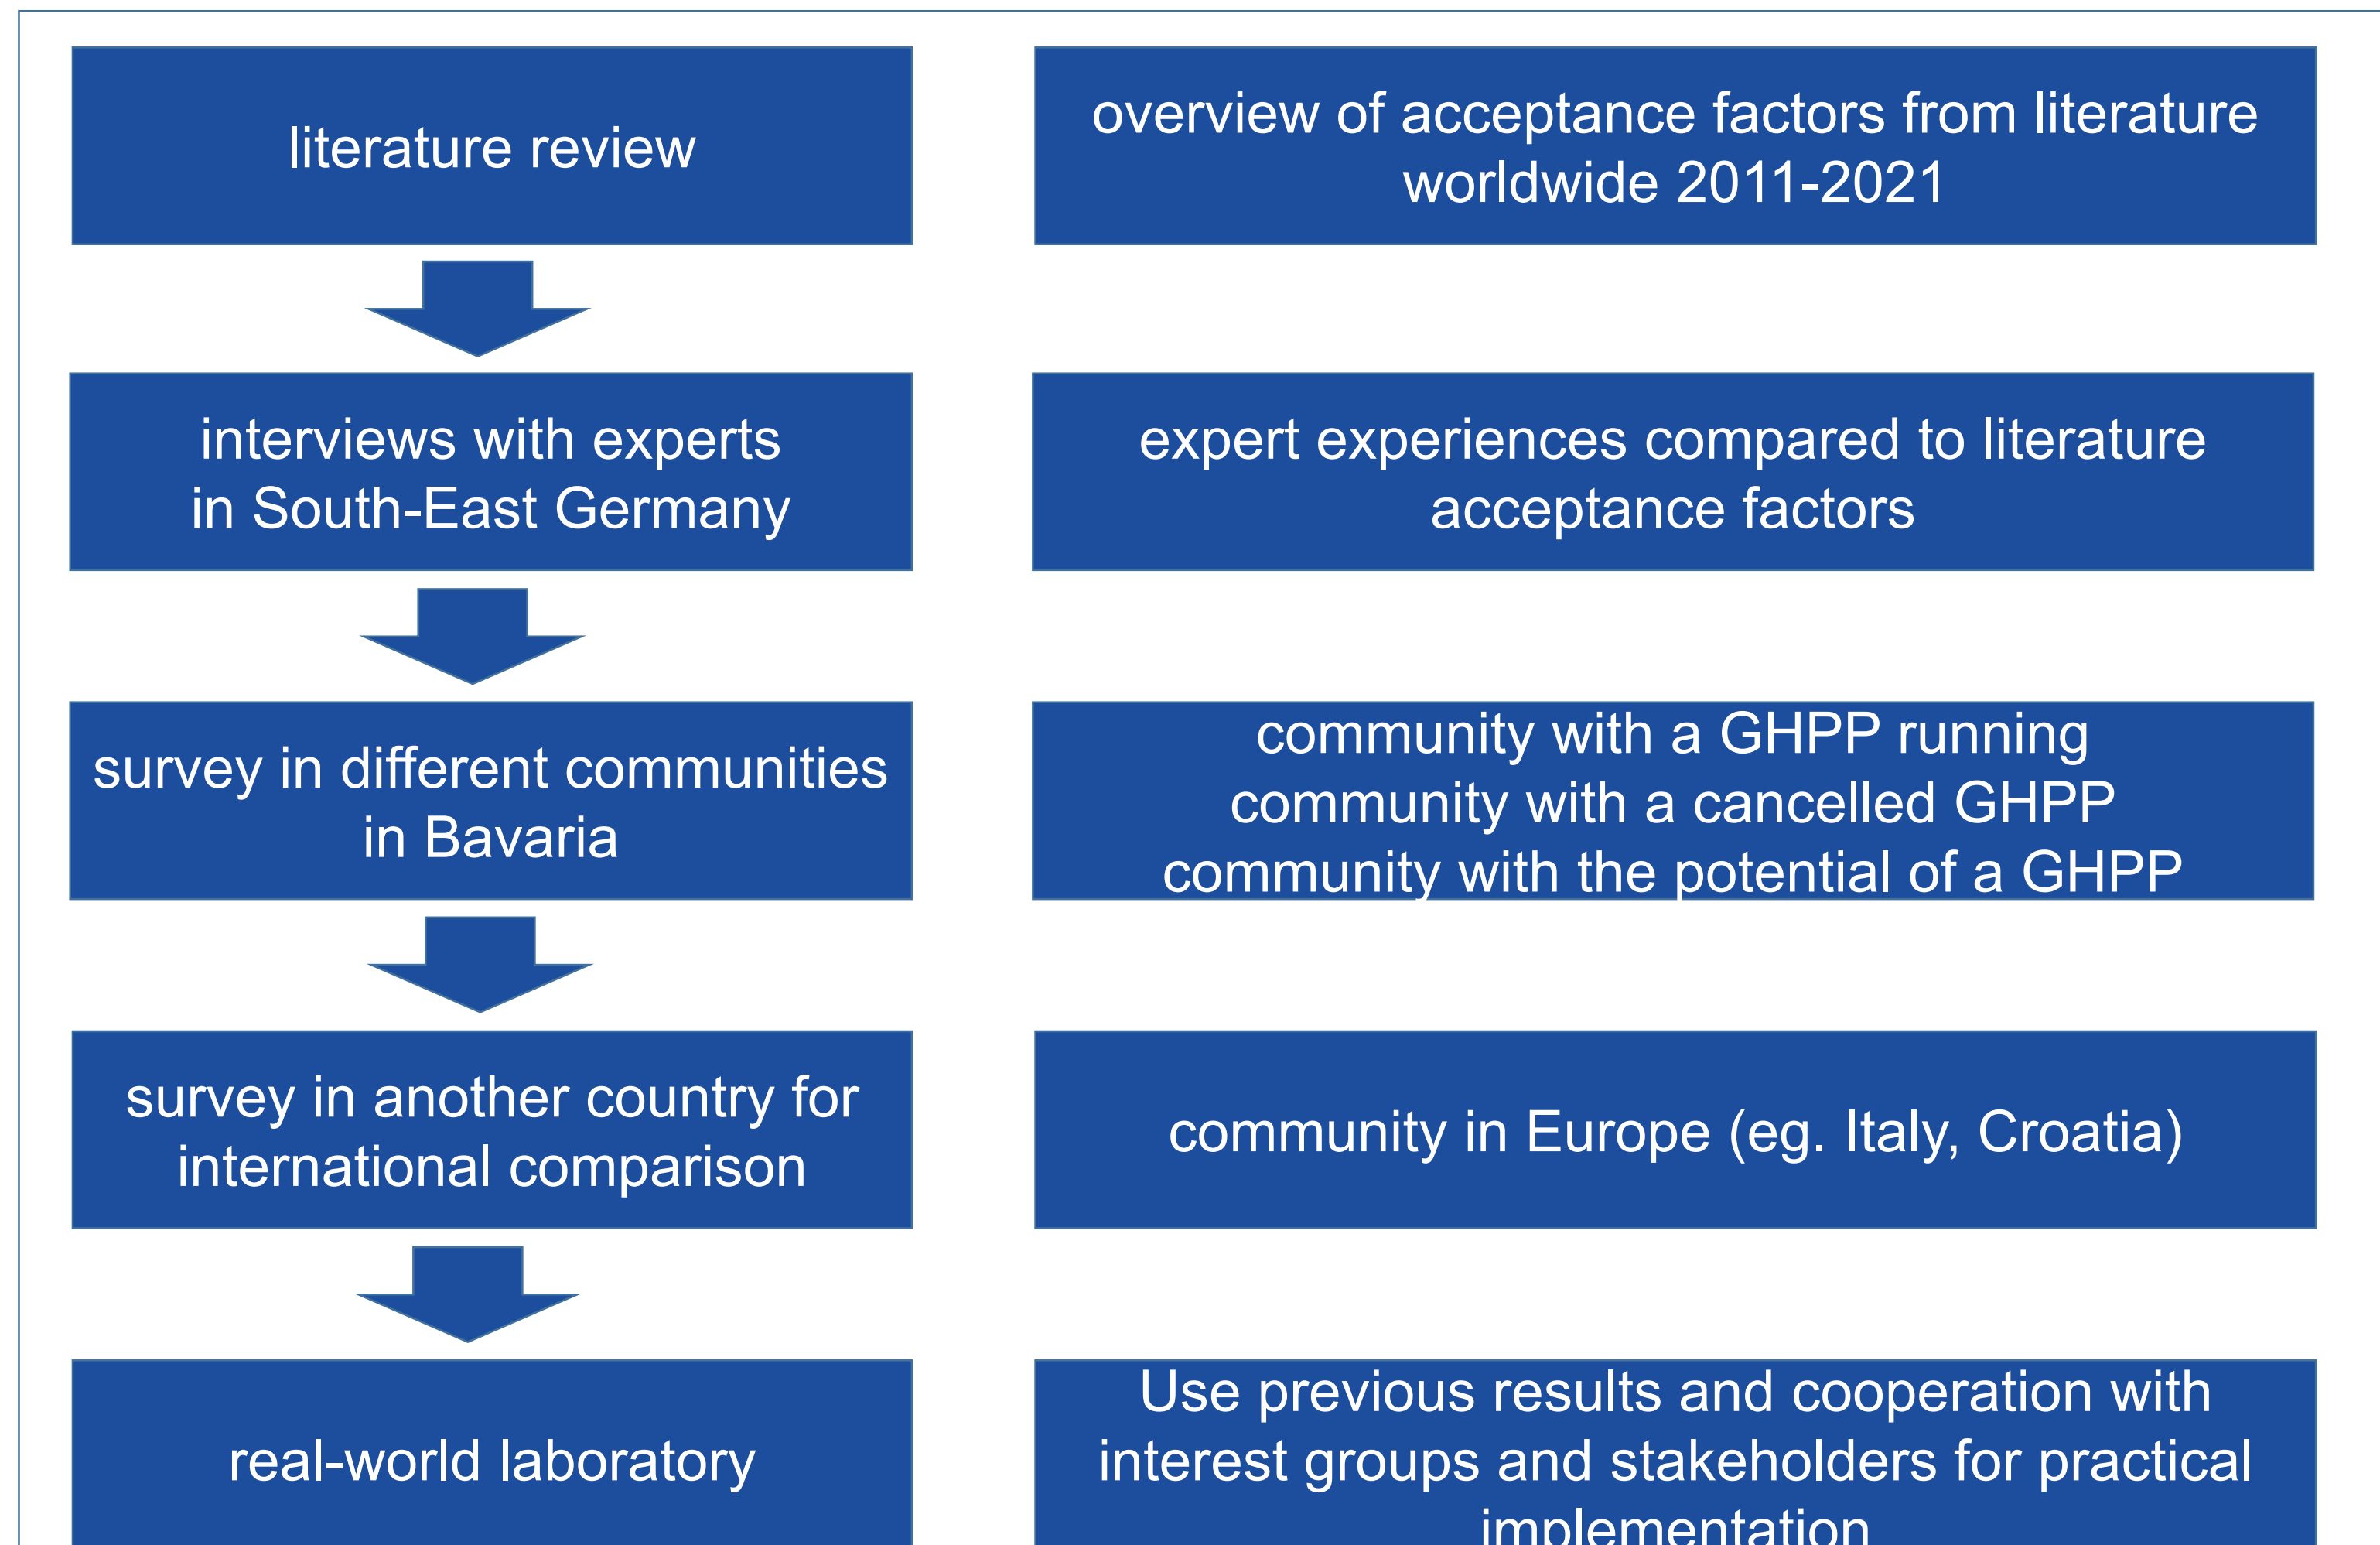 literature review
overview of acceptance factors from literature
worldwide 2011-2021
interviews with experts
in South-East Germany
expert experiences compared to literature
acceptance factors
survey in different communities
in Bavaria
community with a GHPP running
community with a cancelled GHPP
community with the potential of a GHPP
survey in another country for
international comparison
community in Europe (eg. Italy, Croatia)
real-world laboratory
Use previous results and cooperation with
interest groups and stakeholders for practical
implementation